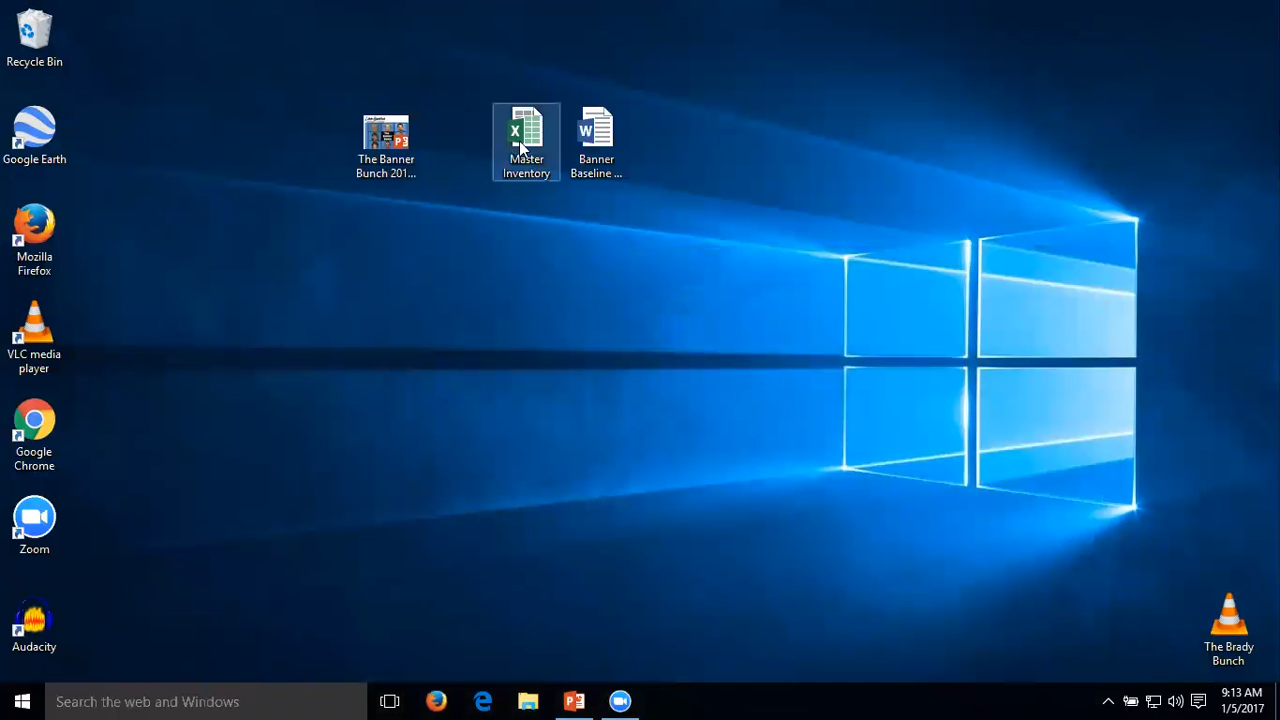 Recycle Bin
Google Earth
Mozilla
Firefox
VLC media
player
Google
Chrome
Zoom
Audacity
The Banner
Bunch 201...
Master
Inventory
Banner
Baseline ...
The Brady
Bunch
Search the web and Windows
9:13 AM
1/5/2017